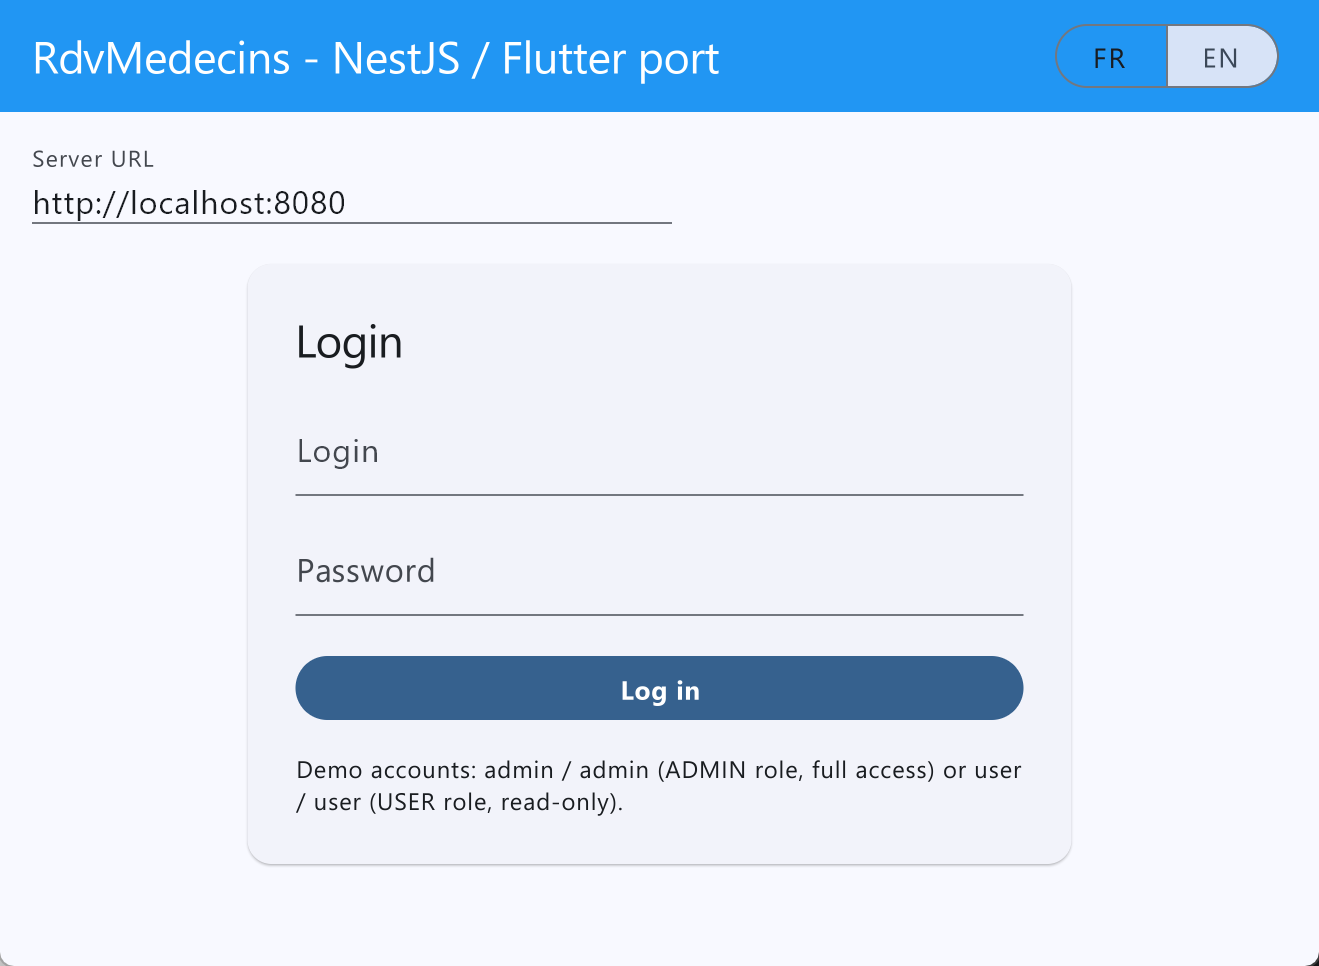 RdvMedecins - NestJS / Flutter port
FR
EN
Server URL
http://localhost:8080
Login
Login
Password
Log in
Demo accounts: admin / admin (ADMIN role, full access) or user
/ user (USER role, read-only).